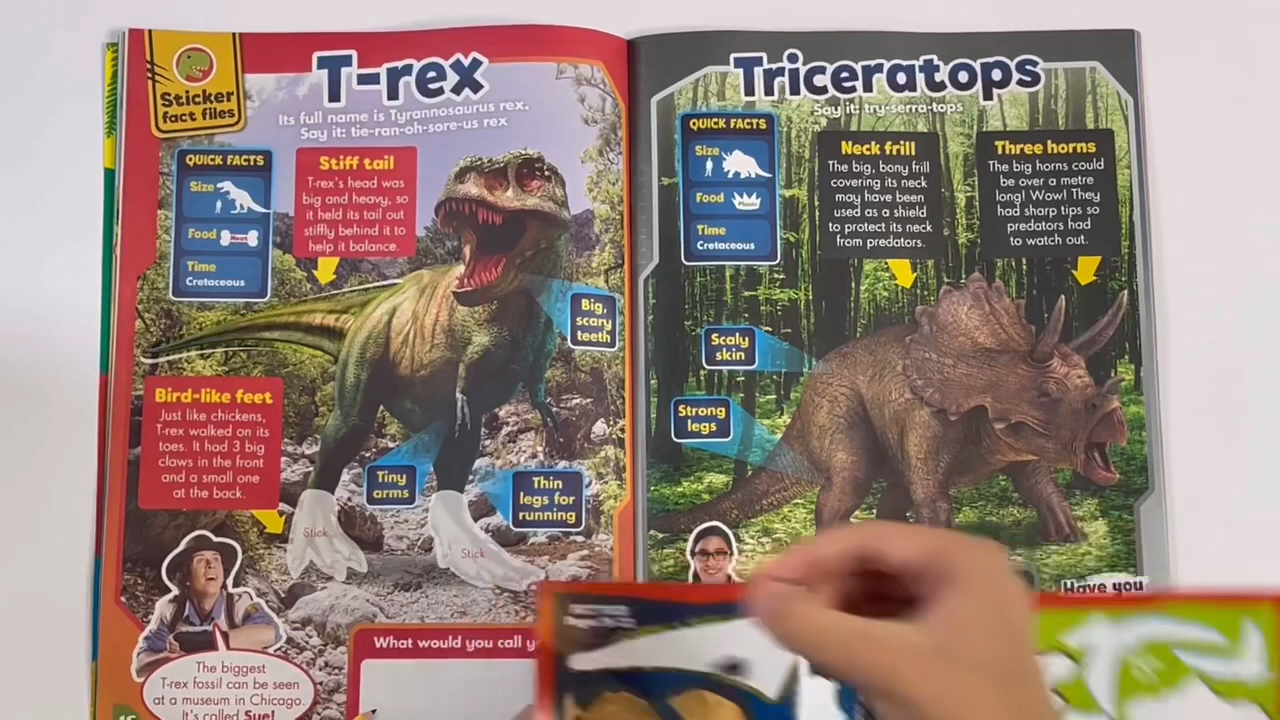 Sticker
fact files
T-rex
Its full name is Tyrannosaurus rex.
Say it: tie-ran-oh-sore-us rex
QUICK FACTS
Size
Food Meat
Time
Cretaceous
Stiff tail
T-rex's head was
big and heavy, so
it held its tail out
stiffly behind it to
help it balance.
Big,
scary
teeth
Bird-like feet
Just like chickens,
T-rex walked on its
toes. It had 3 big
claws in the front
and a small one
at the back.
Tiny
arms
Thin
legs for
running
Stick
Stick
The biggest
T-rex fossil can be seen
at a museum in Chicago.
It's called Sue!
What would you call y
Triceratops
Say it: try-serra-tops
QUICK FACTS
Size
Food Plants
Time
Cretaceous
Neck frill
The big, bony frill
covering its neck
may have been
used as a shield
to protect its neck
from predators.
Three horns
The big horns could
be over a metre
long! Wow! They
had sharp tips so
predators had
to watch out.
Scaly
skin
Strong
legs
Have you